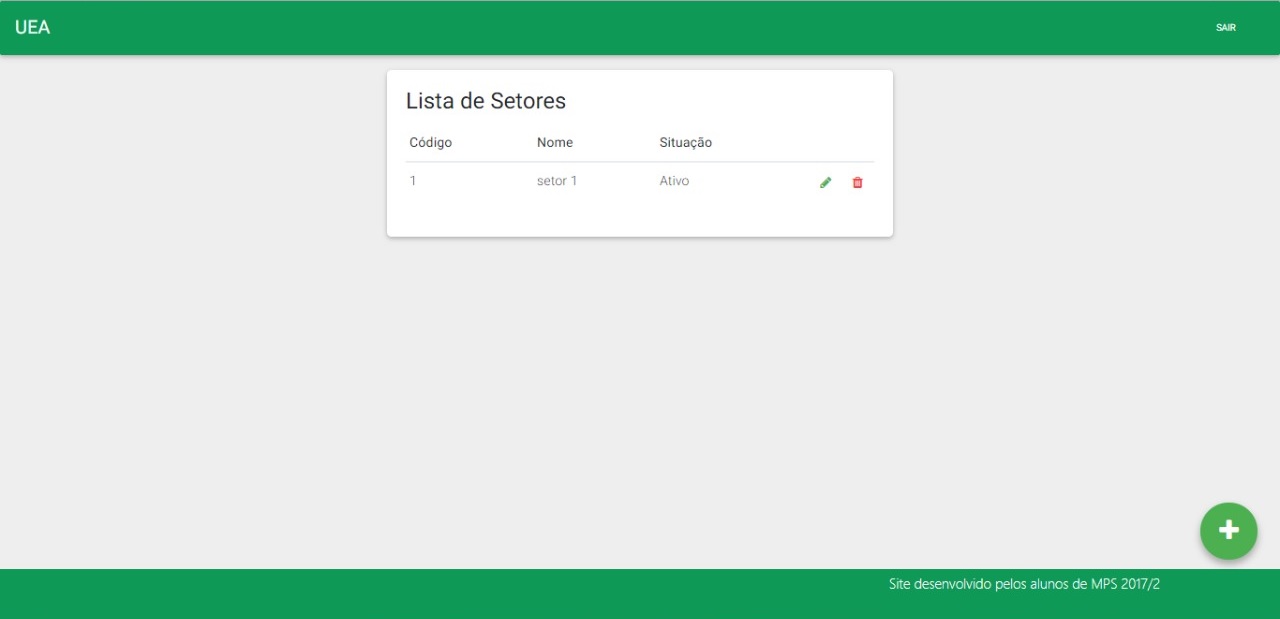 UEA SAIR
Lista de Setores
Código Nome Situação
1 setor 1 Ativo
Site desenvolvido pelos alunos de MPS 2017/2